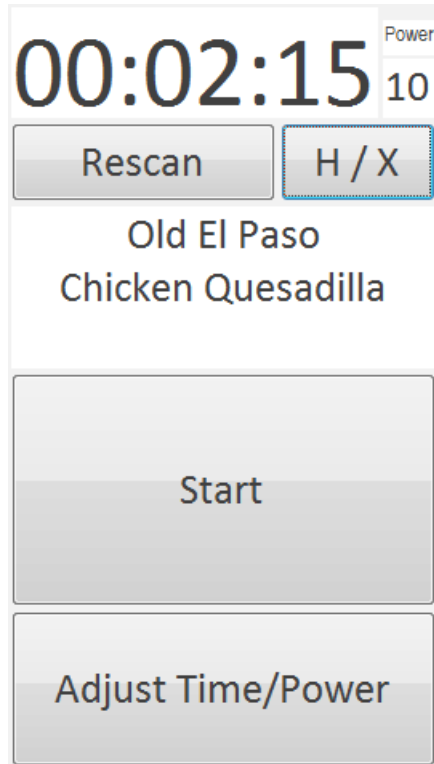 00:02:15
Power
10
Rescan
H / X
Old El Paso
Chicken Quesadilla
Start
Adjust Time/Power